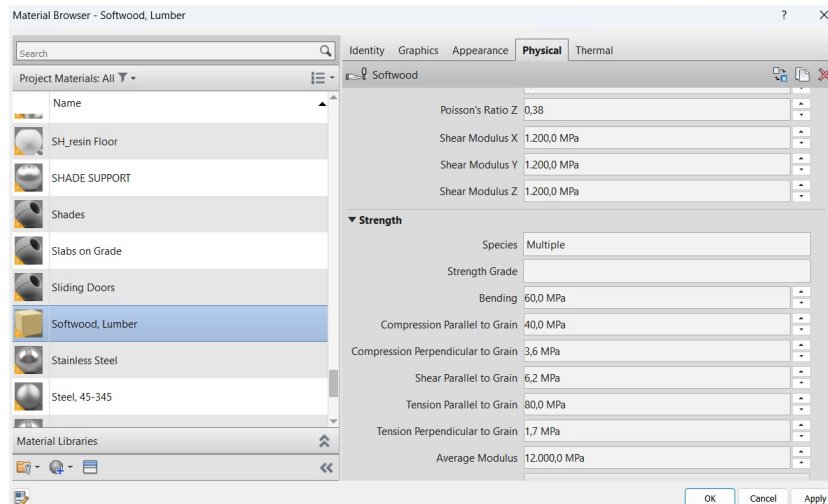 Material Browser - Softwood, Lumber
?
X
Search
Project Materials: All
Name
SH_resin Floor
SHADE SUPPORT
Shades
Slabs on Grade
Sliding Doors
Softwood, Lumber
Stainless Steel
Steel, 45-345
Material Libraries
Identity Graphics Appearance Physical Thermal
Softwood
Poisson's Ratio Z 0,38
Shear Modulus X 1.200,0 MPa
Shear Modulus Y 1.200,0 MPa
Shear Modulus Z 1.200,0 MPa
Strength
Species Multiple
Strength Grade
Bending 60,0 MPa
Compression Parallel to Grain 40,0 MPa
Compression Perpendicular to Grain 3,6 MPa
Shear Parallel to Grain 6,2 MPa
Tension Parallel to Grain 80,0 MPa
Tension Perpendicular to Grain 1,7 MPa
Average Modulus 12.000,0 MPa
OK Cancel Apply